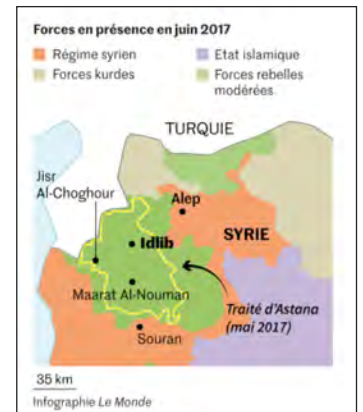 Forces en présence en juin 2017
Régime syrien
Etat islamique
Forces kurdes
Forces rebelles
modérées
TURQUIE
Jisr
Al-Choghour
Alep
Idlib
SYRIE
Maarat Al-Nouman
Traité d'Astana
(mai 2017)
Souran
35 km
Infographie Le Monde